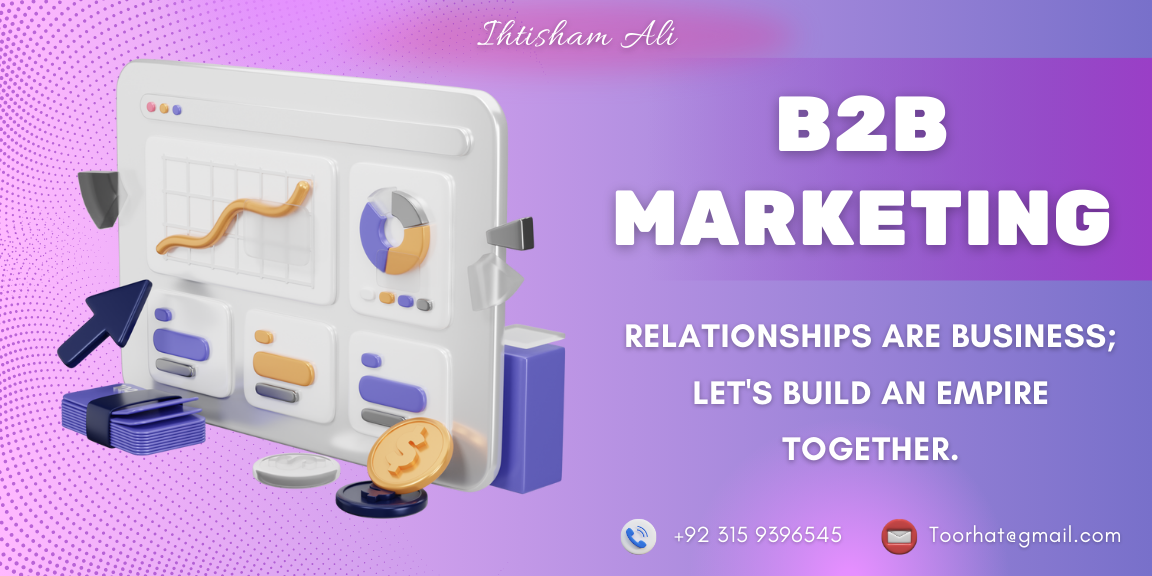 Ihtisham Ali
B2B
MARKETING
RELATIONSHIPS ARE BUSINESS;
LET'S BUILD AN EMPIRE
TOGETHER.
+92 315 9396545
Toorhat@gmail.com